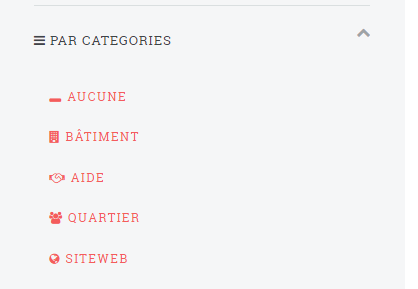 PAR CATEGORIES
AUCUNE
BÂTIMENT
AIDE
QUARTIER
SITEWEB